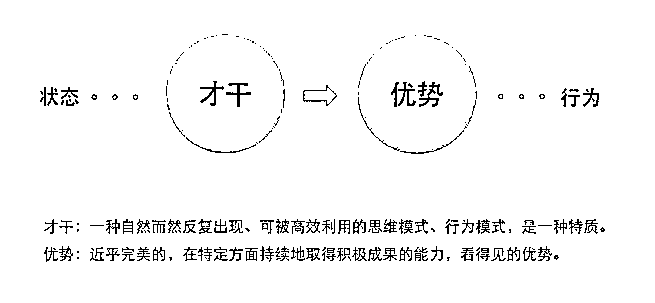 状态 才干 优势 行为
才干：一种自然而然反复出现、可被高效利用的思维模式、行为模式，是一种特质。
优势：近乎完美的，在特定方面持续地取得积极成果的能力，看得见的优势。